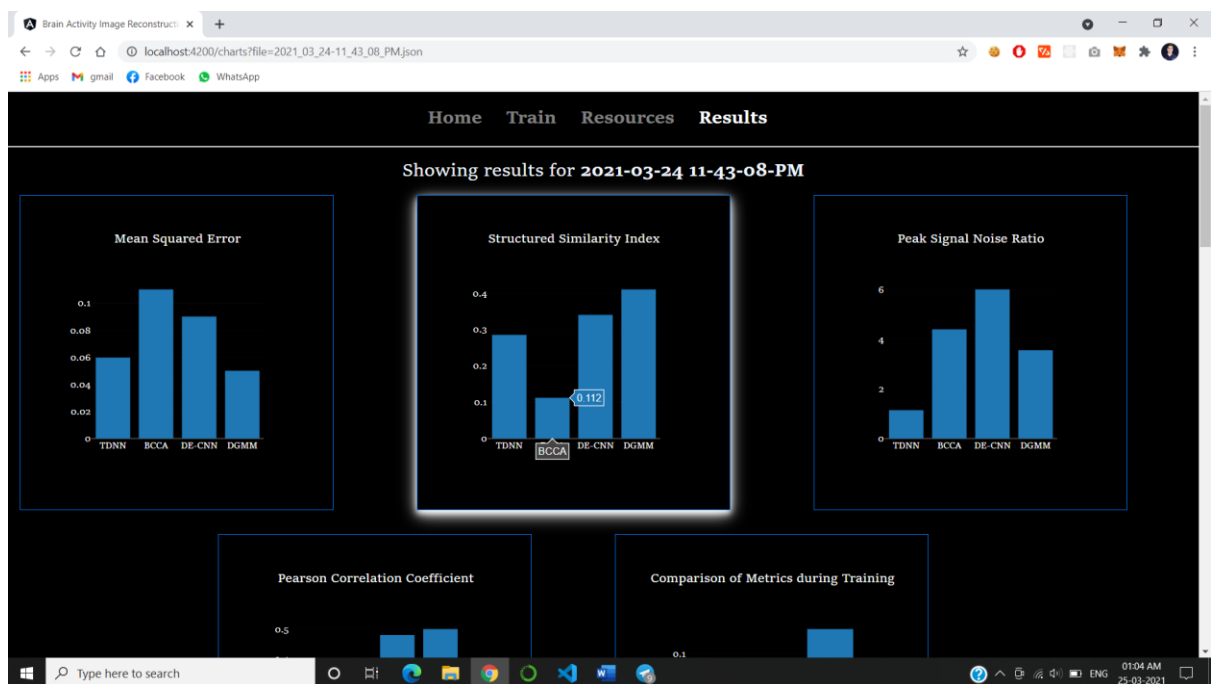 Brain Activity Image Reconstructi
localhost:4200/charts?file=2021_03_24-11_43_08_PM.json
Apps gmail Facebook WhatsApp
Home Train Resources Results
Showing results for 2021-03-24 11-43-08-PM
Mean Squared Error
0.1
0.08
0.06
0.04
0.02
0
TDNN BCCA DE-CNN DGMM
Structured Similarity Index
0.4
0.3
0.2
0.1
0
0.112
TDNN DE-CNN DGMM
BCCA
Peak Signal Noise Ratio
6
4
2
0
TDNN BCCA DE-CNN DGMM
Pearson Correlation Coefficient
0.5
Comparison of Metrics during Training
0.1
Type here to search
ENG
01:04 AM
25-03-2021